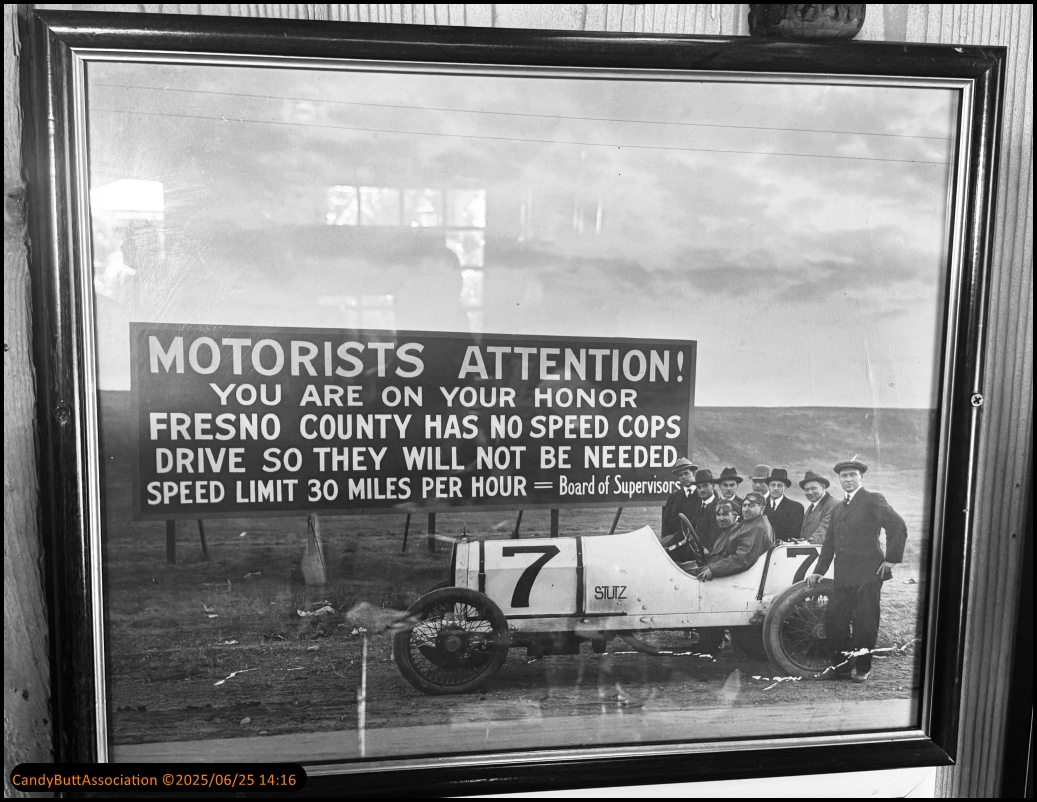 MOTORISTS ATTENTION!
YOU ARE ON YOUR HONOR
FRESNO COUNTY HAS NO SPEED COPS
DRIVE SO THEY WILL NOT BE NEEDED
SPEED LIMIT 30 MILES PER HOUR = Board of Supervisors
7
STUTZ
7
CandyButtAssociation ©2025/06/25 14:16